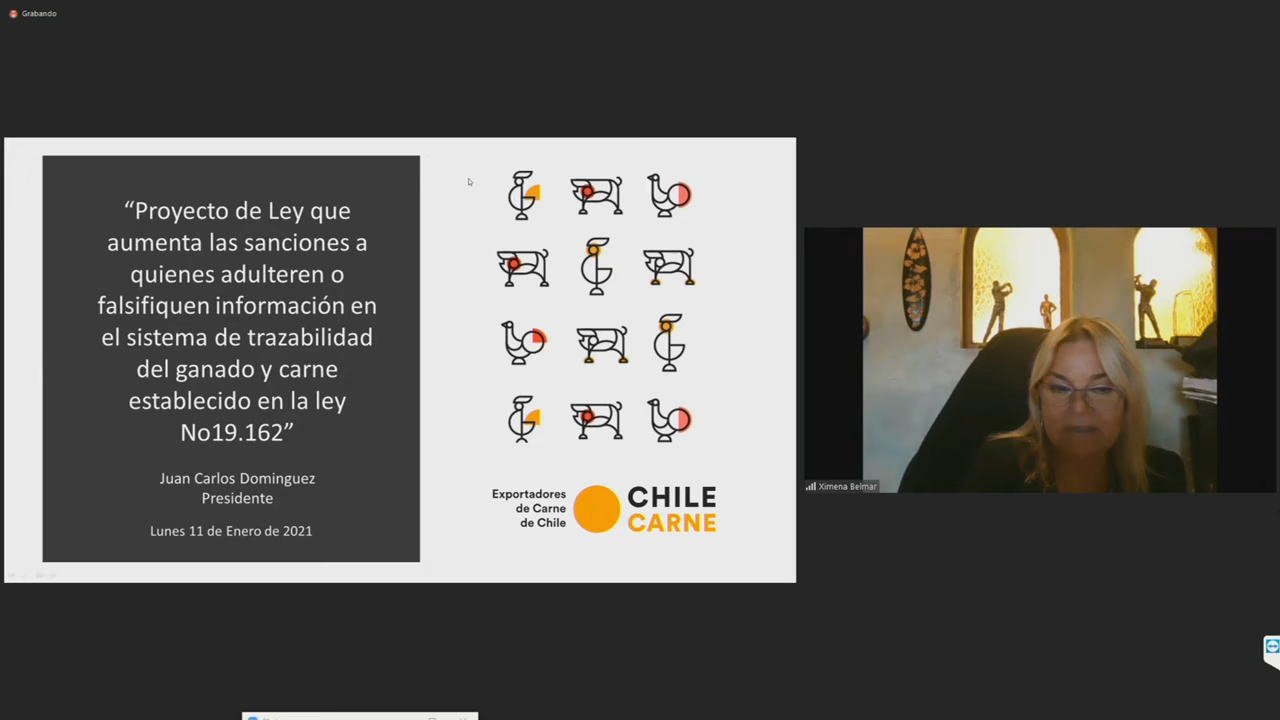 Grabando
“Proyecto de Ley que
aumenta las sanciones a
quienes adulteren o
falsifiquen información en
el sistema de trazabilidad
del ganado y carne
establecido en la ley
No19.162”
Juan Carlos Dominguez
Presidente
Lunes 11 de Enero de 2021
Exportadores
de Carne
de Chile
CHILE
CARNE
Ximena Belmar